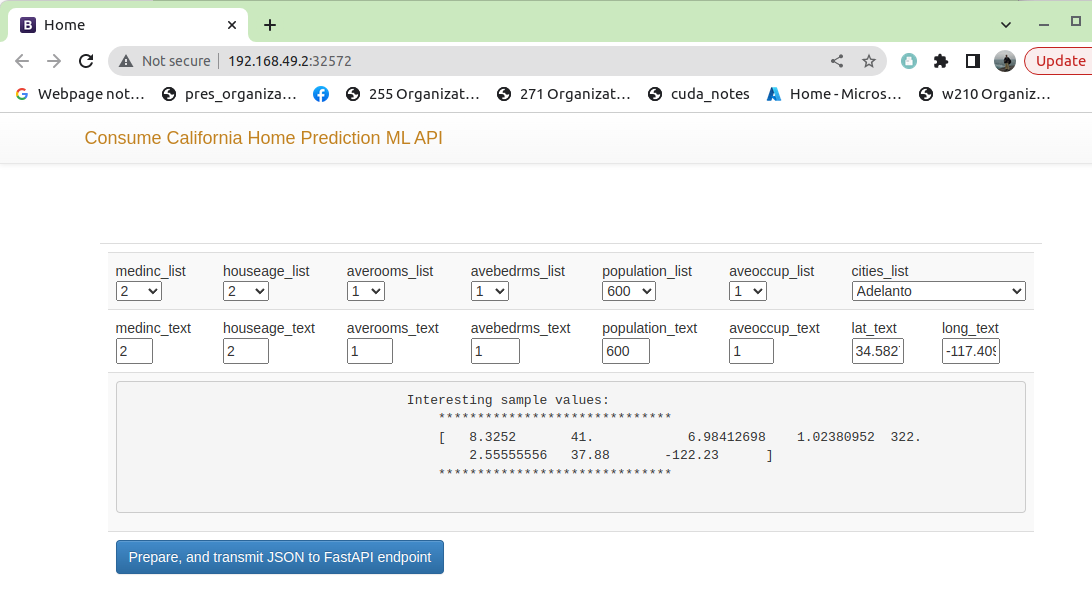 B Home
Not secure 192.168.49.2:32572 Update
G Webpage not... pres_organiza... 255 Organizat... 271 Organizat... cuda_notes Home - Micros... w210 Organiz...
Consume California Home Prediction ML API
medinc_list houseage_list averooms_list avebedrms_list population_list aveoccup_list cities_list
2 2 1 1 600 1 Adelanto
medinc_text houseage_text averooms_text avebedrms_text population_text aveoccup_text lat_text long_text
2 2 1 1 600 1 34.582 -117.409
Interesting sample values:
******************************
[ 8.3252 41. 6.98412698 1.02380952 322.
2.55555556 37.88 -122.23 ]
******************************
Prepare, and transmit JSON to FastAPI endpoint